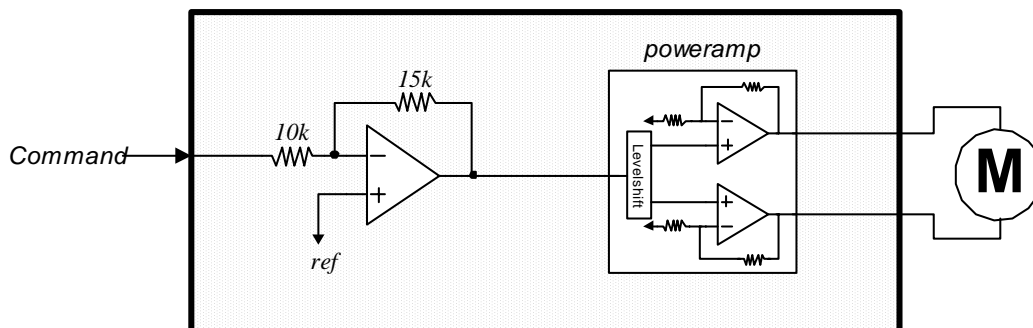 poweramp
15k
10k
Command
Levelshift
M
ref